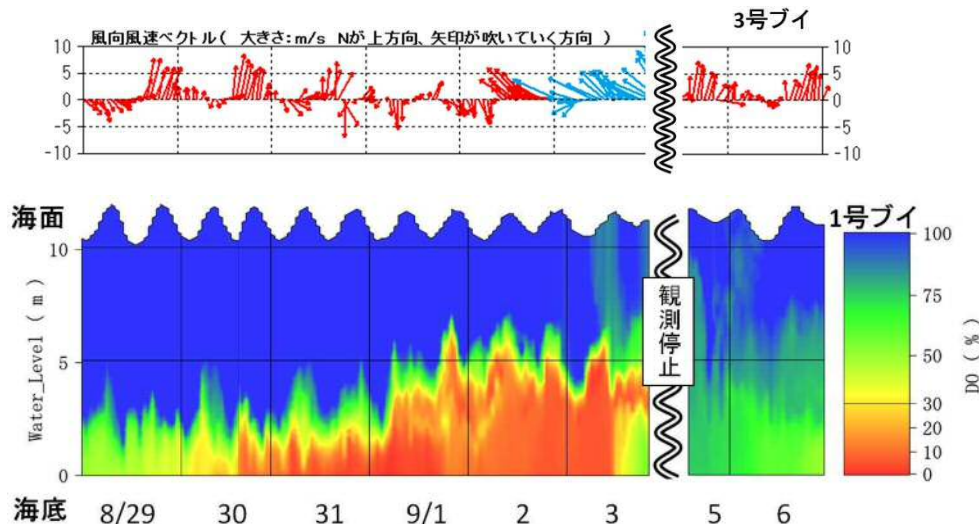 3号ブイ
風向風速ベクトル( 大きさ:m/s Nが上方向、矢印が吹いていく方向 )
10
5
0
-5
-10
10
5
0
-5
-10
海面
1号ブイ
10
5
0
Water_Level ( m )
観測停止
100
75
50
30
20
10
0
DO ( % )
海底
8/29 30 31 9/1 2 3 5 6